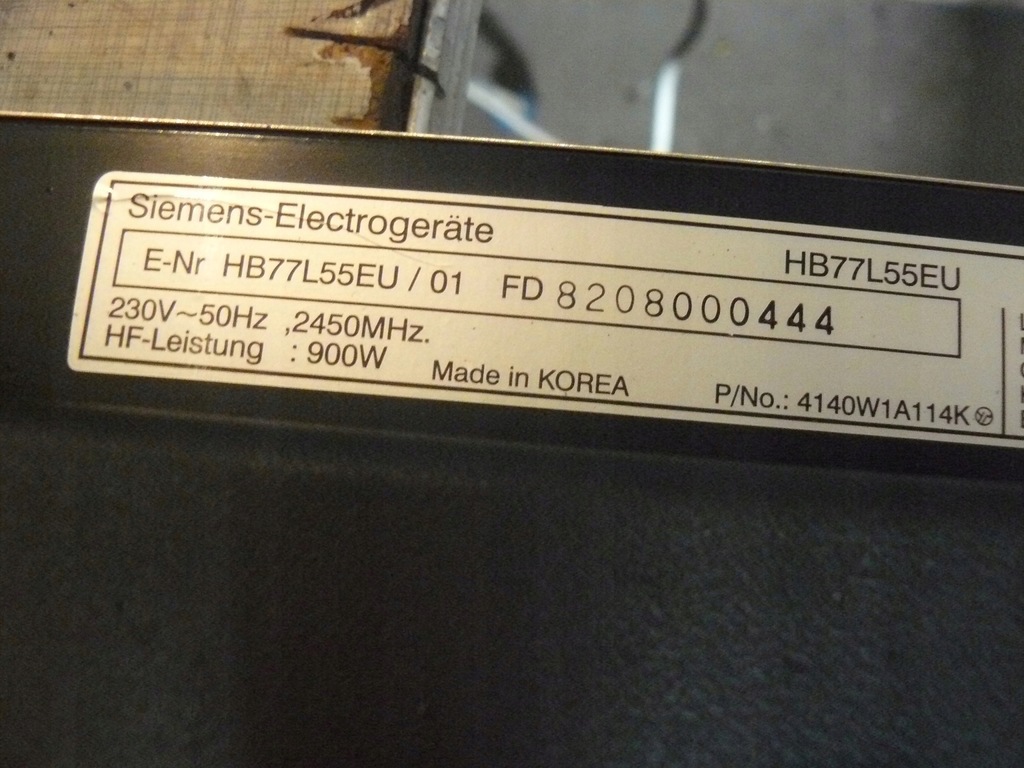 Siemens-Electrogeräte
HB77L55EU
E-Nr HB77L55EU / 01 FD 8208000444
230V~50Hz ,2450MHz.
HF-Leistung : 900W
Made in KOREA
P/No.: 4140W1A114K